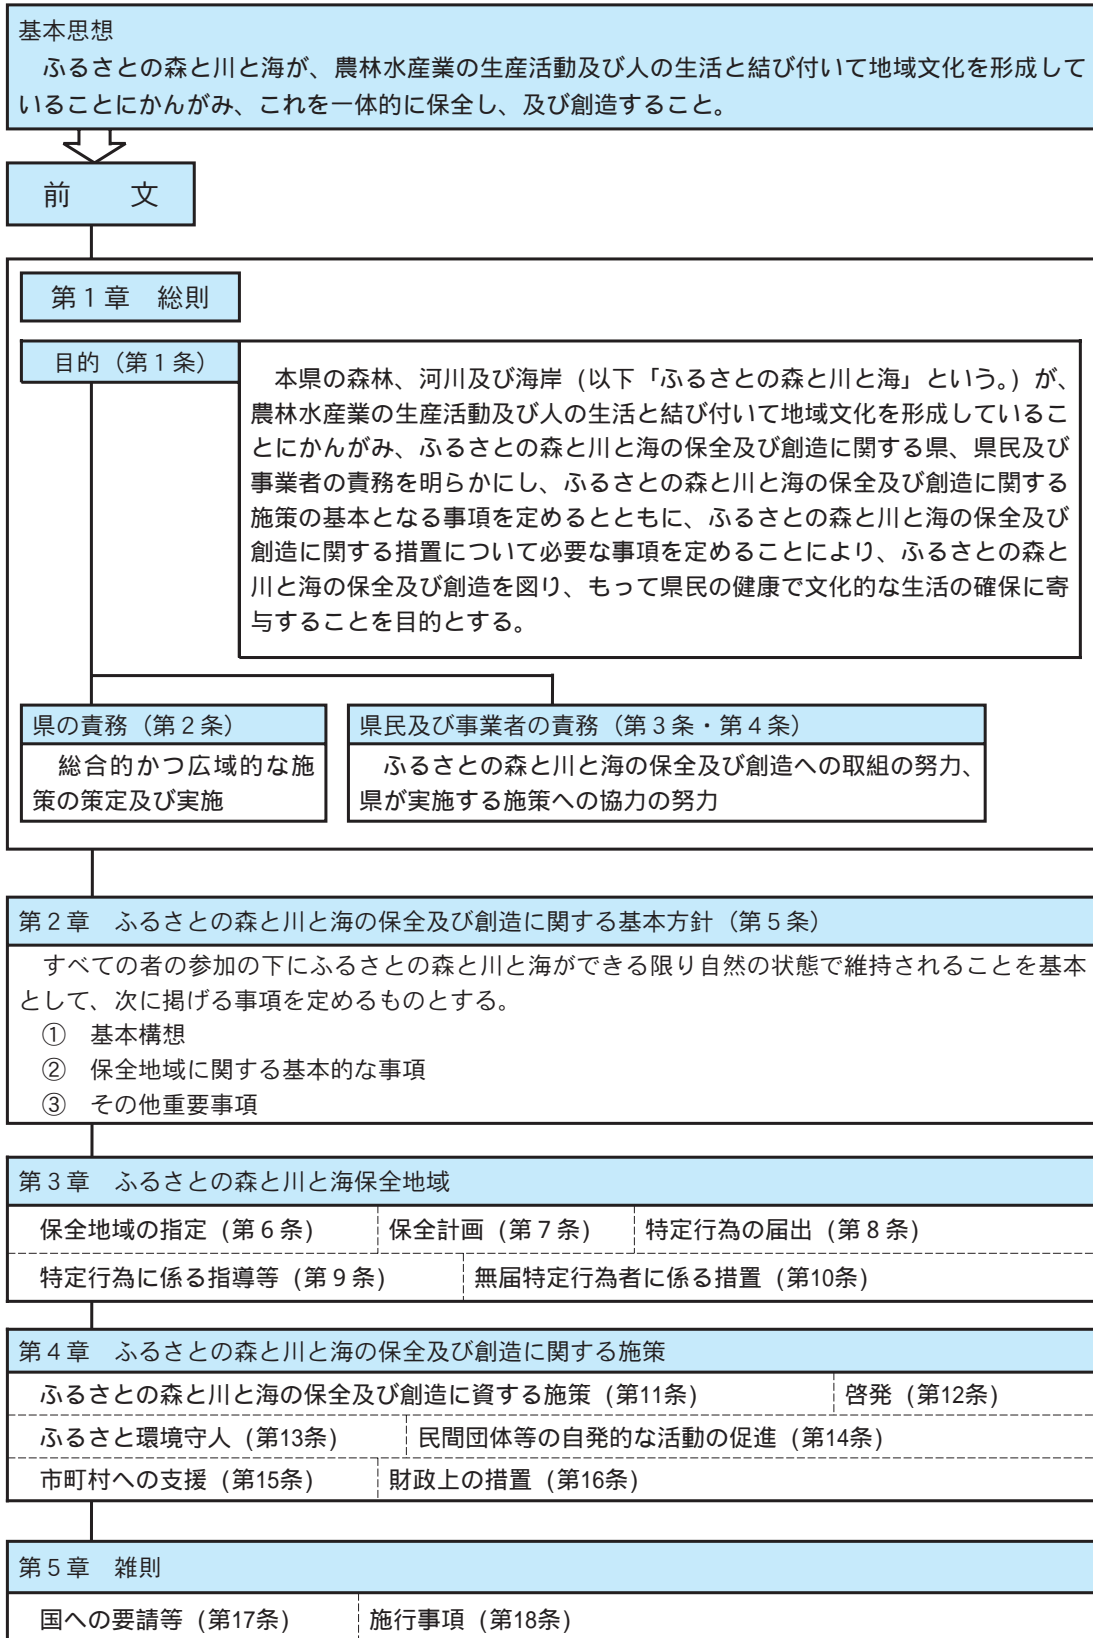 基本思想
　ふるさとの森と川と海が、農林水産業の生産活動及び人の生活と結び付いて地域文化を形成して
いることにかんがみ、これを一体的に保全し、及び創造すること。
前　　文
第１章　総則
目的（第１条）
　本県の森林、河川及び海岸（以下「ふるさとの森と川と海」という。）が、
農林水産業の生産活動及び人の生活と結び付いて地域文化を形成しているこ
とにかんがみ、ふるさとの森と川と海の保全及び創造に関する県、県民及び
事業者の責務を明らかにし、ふるさとの森と川と海の保全及び創造に関する
施策の基本となる事項を定めるとともに、ふるさとの森と川と海の保全及び
創造に関する措置について必要な事項を定めることにより、ふるさとの森と
川と海の保全及び創造を図り、もって県民の健康で文化的な生活の確保に寄
与することを目的とする。
県の責務（第２条）
　総合的かつ広域的な施
策の策定及び実施
県民及び事業者の責務（第３条・第４条）
　ふるさとの森と川と海の保全及び創造への取組の努力、
県が実施する施策への協力の努力
第２章　ふるさとの森と川と海の保全及び創造に関する基本方針（第５条）
　すべての者の参加の下にふるさとの森と川と海ができる限り自然の状態で維持されることを基本
として、次に掲げる事項を定めるものとする。
①　基本構想
②　保全地域に関する基本的な事項
③　その他重要事項
第３章　ふるさとの森と川と海保全地域
保全地域の指定（第６条）　保全計画（第７条）　特定行為の届出（第８条）
特定行為に係る指導等（第９条）　無届特定行為者に係る措置（第10条）
第４章　ふるさとの森と川と海の保全及び創造に関する施策
ふるさとの森と川と海の保全及び創造に資する施策（第11条）　啓発（第12条）
ふるさと環境守人（第13条）　民間団体等の自発的な活動の促進（第14条）
市町村への支援（第15条）　財政上の措置（第16条）
第５章　雑則
国への要請等（第17条）　施行事項（第18条）